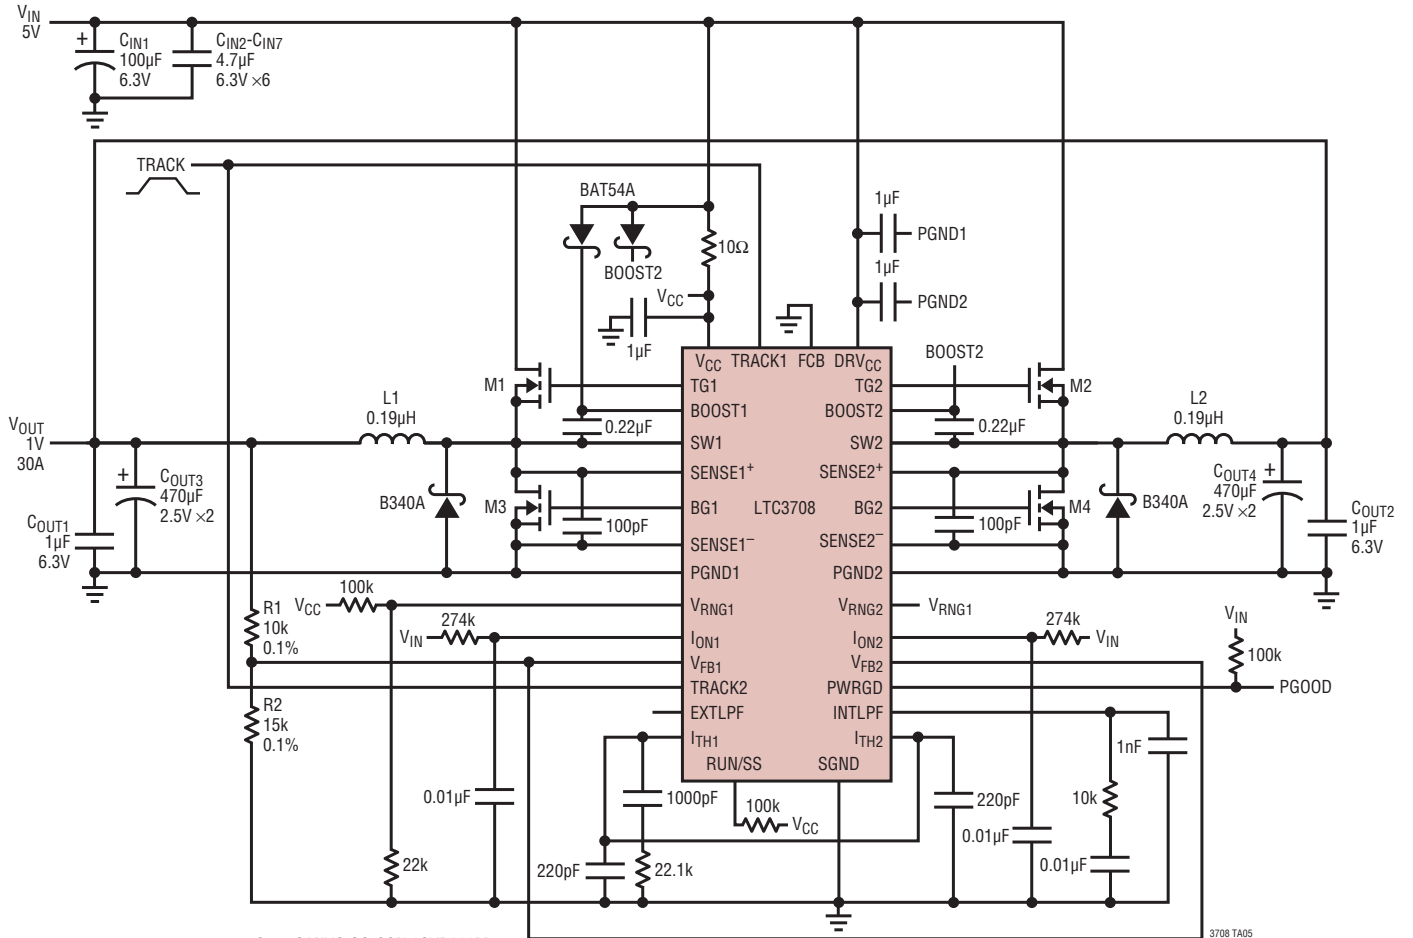 VIN
5V
+
CIN1
100µF
6.3V
CIN2-CIN7
4.7µF
6.3V ×6
TRACK
BAT54A
BOOST2
10Ω
VCC
1µF
1µF
PGND1
1µF
PGND2
BOOST2
VCC TRACK1 FCB DRVCC
TG1
BOOST1
SW1
SENSE1+
BG1
SENSE1−
PGND1
VRNG1
ION1
VFB1
TRACK2
EXTLPF
ITH1
RUN/SS
SGND
LTC3708
TG2
BOOST2
SW2
SENSE2+
BG2
SENSE2−
PGND2
VRNG2
ION2
VFB2
PWRGD
INTLPF
ITH2
M1
0.22µF
L1
0.19µH
VOUT
1V
30A
+
COUT3
470µF
2.5V ×2
COUT1
1µF
6.3V
B340A
M3
100pF
M2
0.22µF
L2
0.19µH
M4
100pF
B340A
COUT4
470µF
2.5V ×2
+
COUT2
1µF
6.3V
R1
10k
0.1%
R2
15k
0.1%
VCC
100k
VIN
274k
22k
0.01µF
220pF
1000pF
22.1k
100k
VCC
VRNG1
274k
VIN
VIN
100k
PGOOD
220pF
0.01µF
10k
0.01µF
1nF
3708 TA05